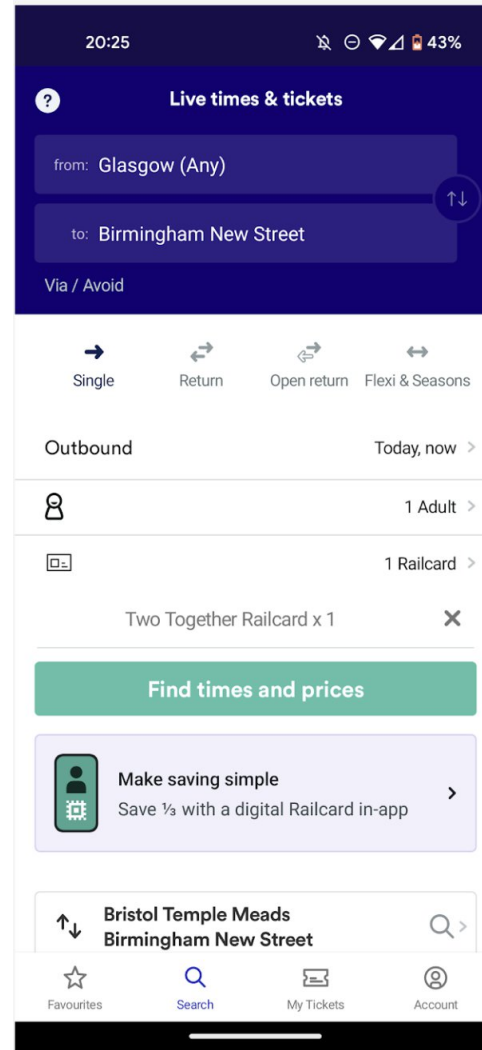 20:25 43%
? Live times & tickets
from: Glasgow (Any)
to: Birmingham New Street
Via / Avoid
Single Return Open return Flexi & Seasons
Outbound Today, now
1 Adult
1 Railcard
Two Together Railcard x 1
Find times and prices
Make saving simple
Save ⅓ with a digital Railcard in-app
Bristol Temple Meads
Birmingham New Street
Favourites Search My Tickets Account